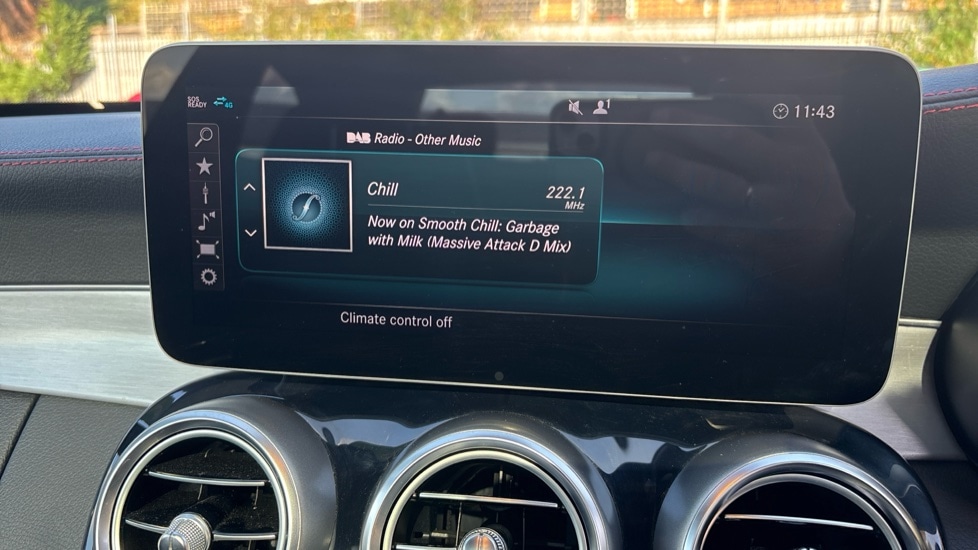 SOS READY 4G
1
11:43
DAB Radio - Other Music
Chill
222.1
MHz
Now on Smooth Chill: Garbage
with Milk (Massive Attack D Mix)
Climate control off